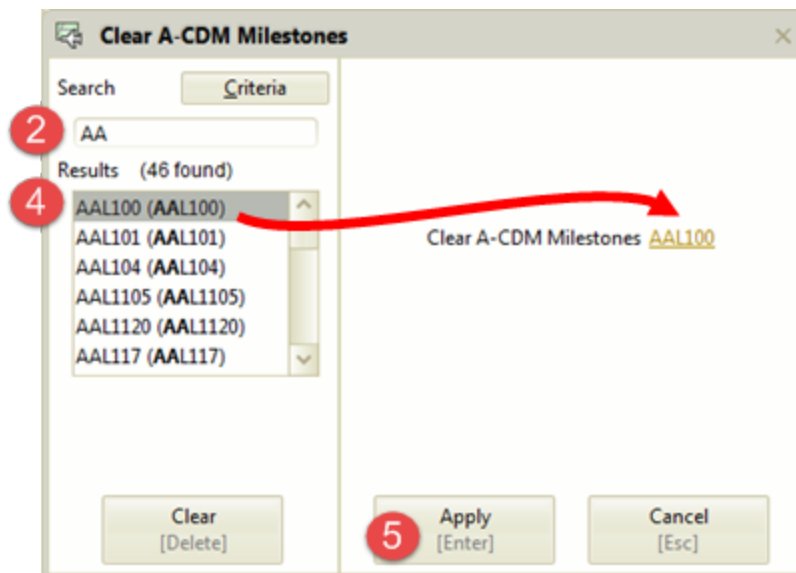 Clear A-CDM Milestones
Search
Criteria
2
AA
Results (46 found)
4
AAL100 (AAL100)
AAL101 (AAL101)
AAL104 (AAL104)
AAL1105 (AAL1105)
AAL1120 (AAL1120)
AAL117 (AAL117)
Clear
[Delete]
Clear A-CDM Milestones AAL100
5
Apply
[Enter]
Cancel
[Esc]